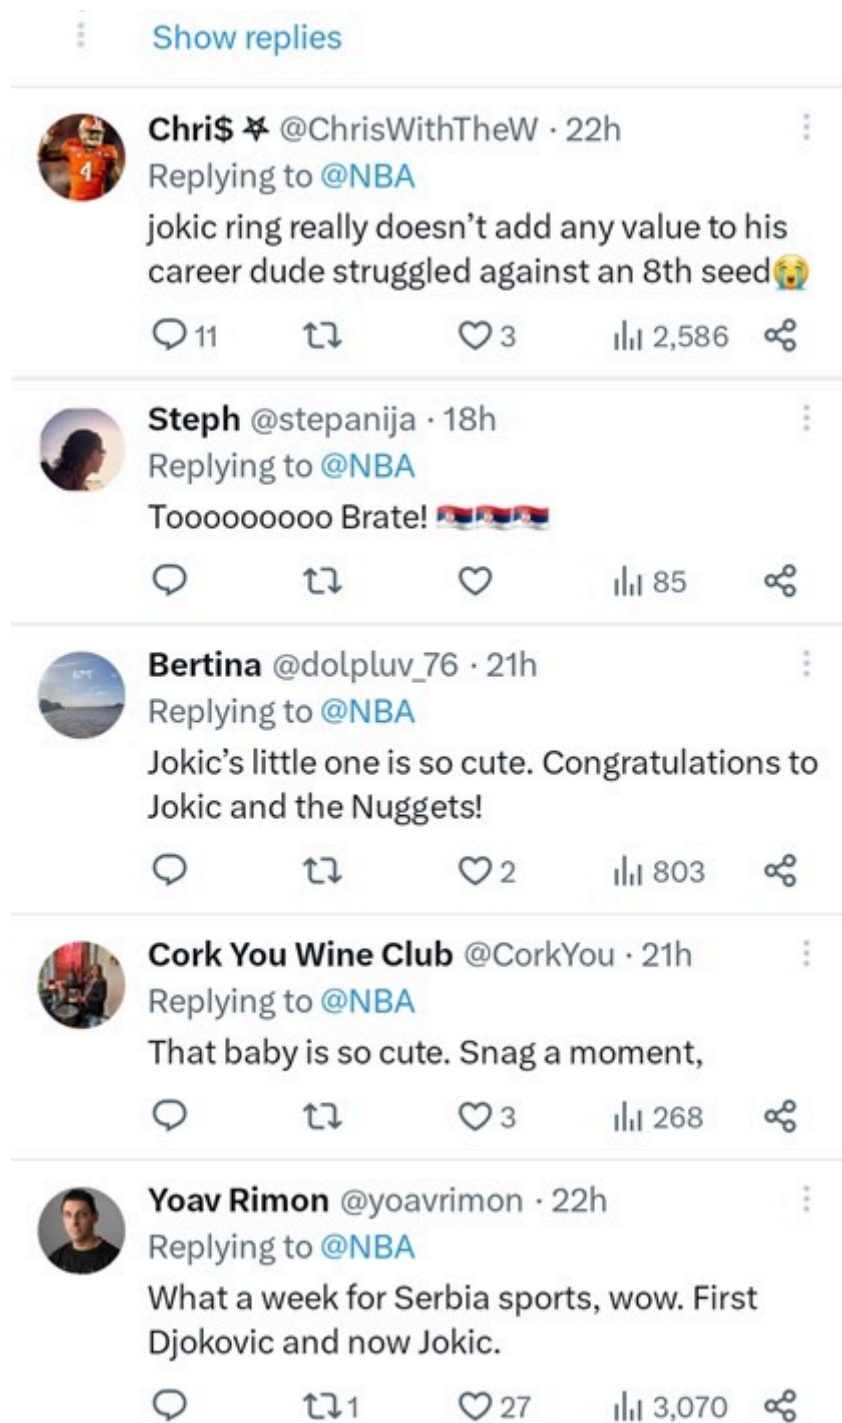 Show replies
Chri$ ⛧ @ChrisWithTheW · 22h
Replying to @NBA
jokic ring really doesn’t add any value to his
career dude struggled against an 8th seed😭
11 3 2,586
Steph @stepanija · 18h
Replying to @NBA
Tooooooooo Brate! 🇷🇸🇷🇸🇷🇸
85
Bertina @dolpluv_76 · 21h
Replying to @NBA
Jokic’s little one is so cute. Congratulations to
Jokic and the Nuggets!
2 803
Cork You Wine Club @CorkYou · 21h
Replying to @NBA
That baby is so cute. Snag a moment,
3 268
Yoav Rimon @yoavrimon · 22h
Replying to @NBA
What a week for Serbia sports, wow. First
Djokovic and now Jokic.
1 27 3,070